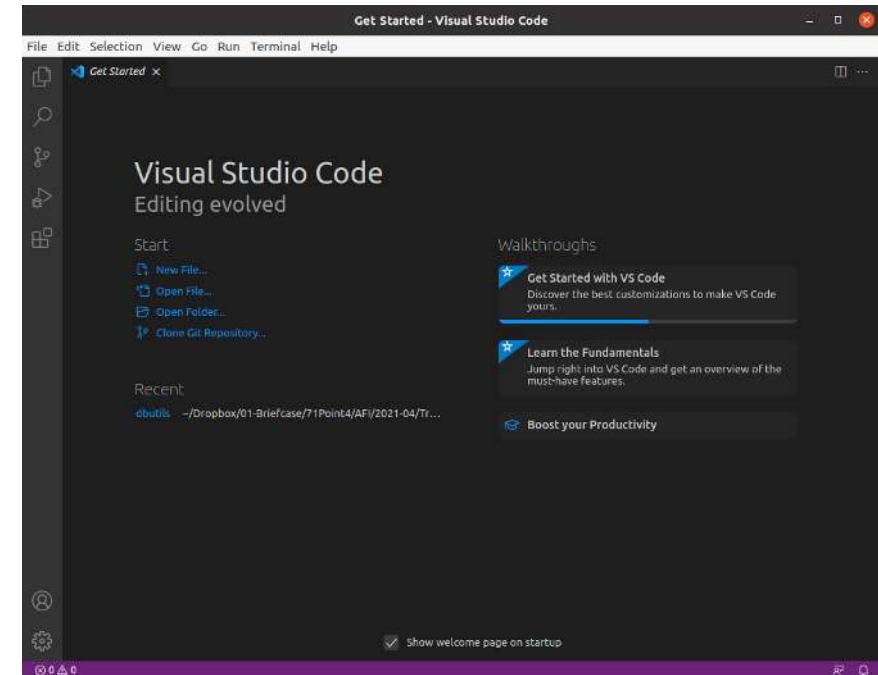 Get Started - Visual Studio Code
File Edit Selection View Go Run Terminal Help
Get Started
Visual Studio Code
Editing evolved
Start
New File...
Open File...
Open Folder...
Clone Git Repository...
Recent
dbutils ~/Dropbox/01-Briefcase/71Point4/AFI/2021-04/Tr...
Walkthroughs
Get Started with VS Code
Discover the best customizations to make VS Code
yours.
Learn the Fundamentals
Jump right into VS Code and get an overview of the
must-have features.
Boost your Productivity
Show welcome page on startup
0 0